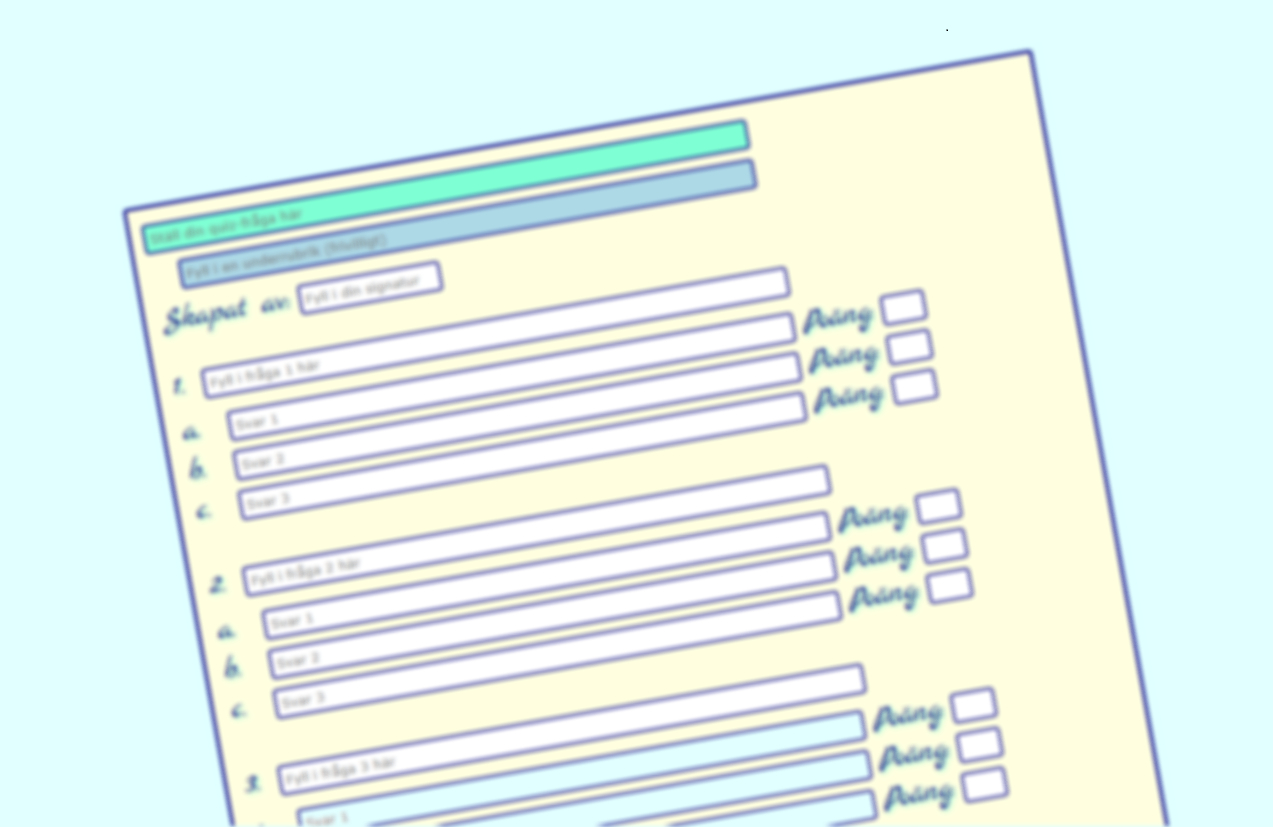 Ställ din quiz-fråga här
Fyll i en underrubrik (frivilligt)
Skapat av: Fyll i din signatur
1. Fyll i fråga 1 här
a. Svar 1 Poäng
b. Svar 2 Poäng
c. Svar 3 Poäng
2. Fyll i fråga 2 här
a. Svar 1 Poäng
b. Svar 2 Poäng
c. Svar 3 Poäng
3. Fyll i fråga 3 här
Svar 1 Poäng
Poäng
Poäng